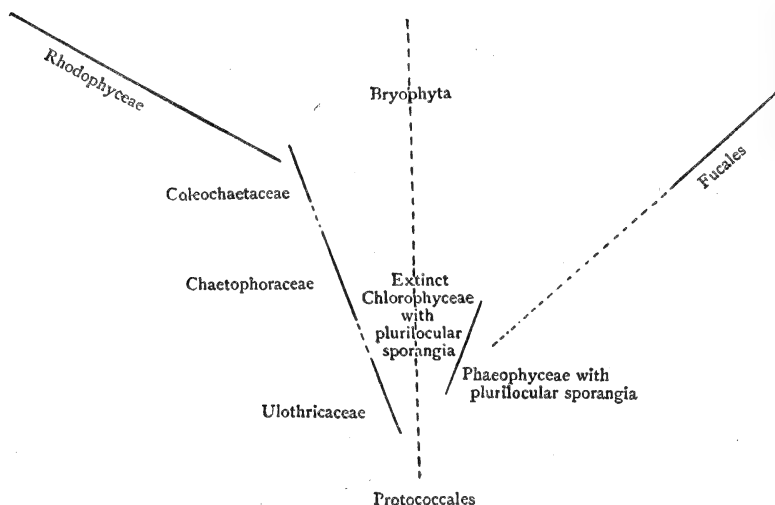 Rhodophyceae
Bryophyta
Fucales
Coleochaetaceae
Chaetophoraceae
Extinct
Chlorophyceae
with
plurilocular
sporangia
Phaeophyceae with
plurilocular sporangia
Ulothricaceae
Protococcales